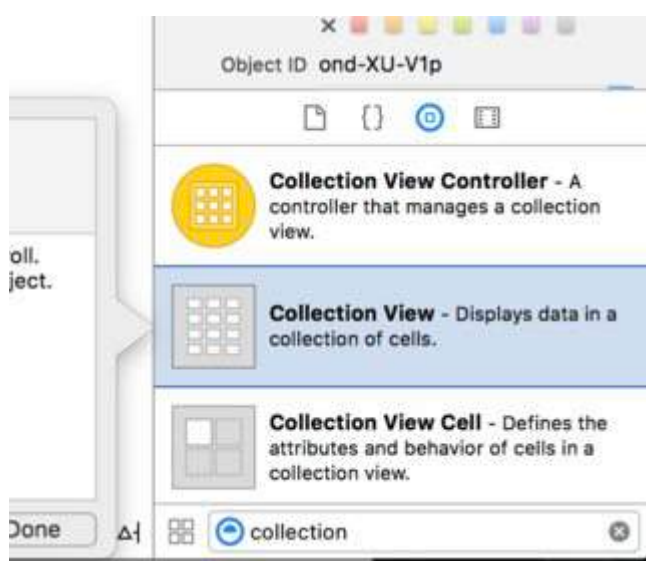 Object ID ond-XU-V1p
{}
Collection View Controller - A
controller that manages a collection
view.
oll.
ject.
Collection View - Displays data in a
collection of cells.
Collection View Cell - Defines the
attributes and behavior of cells in a
collection view.
Done
collection